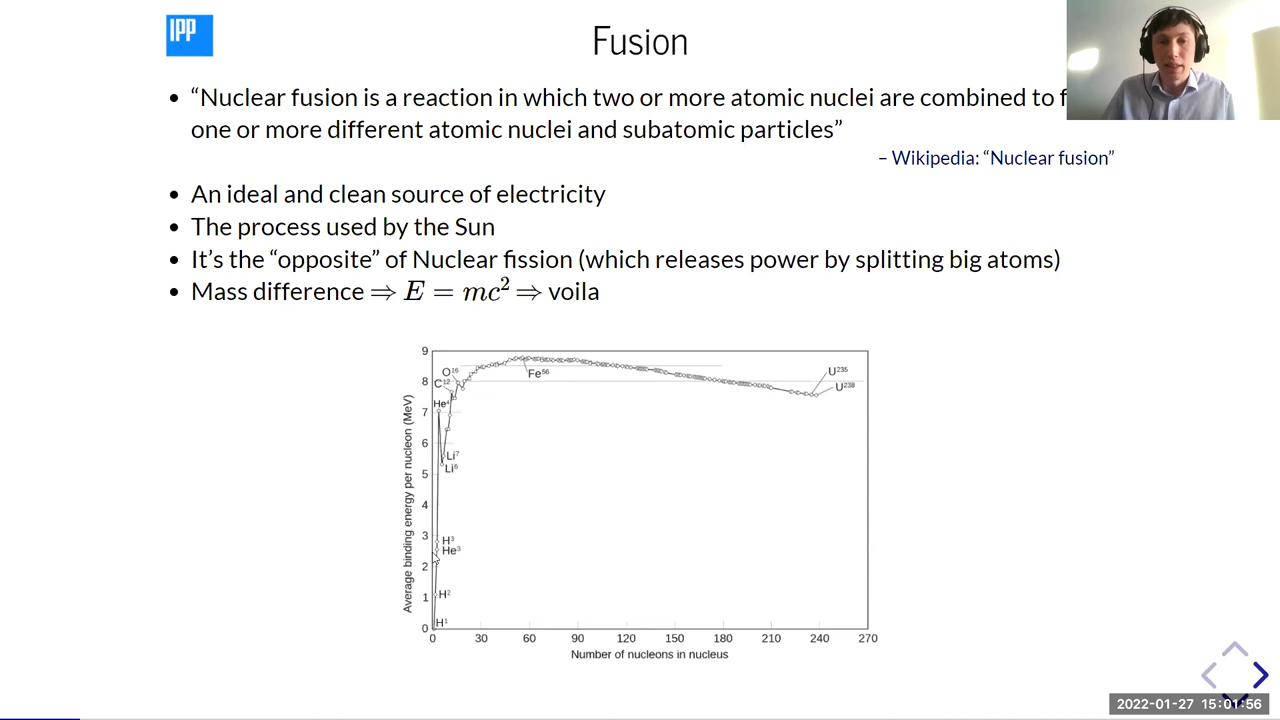 IPP
Fusion
• “Nuclear fusion is a reaction in which two or more atomic nuclei are combined to f
one or more different atomic nuclei and subatomic particles”
– Wikipedia: “Nuclear fusion”
• An ideal and clean source of electricity
• The process used by the Sun
• It’s the “opposite” of Nuclear fission (which releases power by splitting big atoms)
• Mass difference ⇒ E = mc² ⇒ voila
9
8
7
6
5
4
3
2
1
0
Average binding energy per nucleon (MeV)
O¹⁶
C¹²
He⁴
Li⁷
Li⁶
H³
He³
H²
H¹
Fe⁵⁶
U²³⁵
U²³⁸
0 30 60 90 120 150 180 210 240 270
Number of nucleons in nucleus
2022-01-27 15:01:56